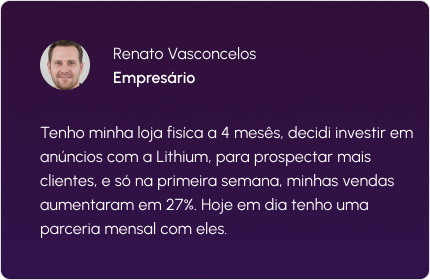 Renato Vasconcelos
Empresário
Tenho minha loja fisíca a 4 mesês, decidi investir em
anúncios com a Lithium, para prospectar mais
clientes, e só na primeira semana, minhas vendas
aumentaram em 27%. Hoje em dia tenho uma
parceria mensal com eles.